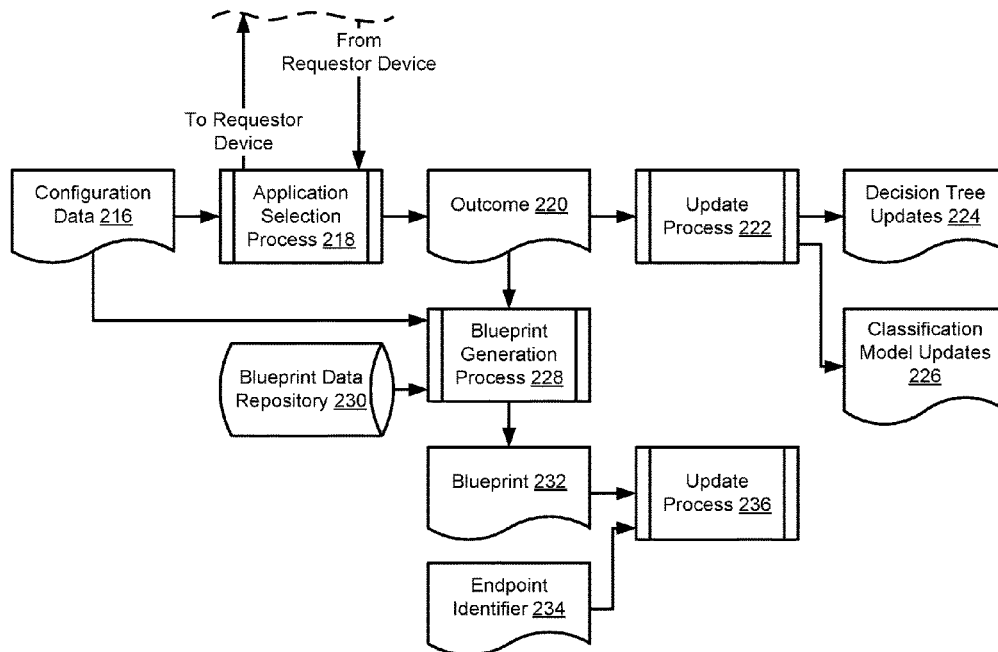 From
Requestor Device
To Requestor
Device
Configuration
Data 216
Application
Selection
Process 218
Outcome 220
Update
Process 222
Decision Tree
Updates 224
Blueprint
Generation
Process 228
Classification
Model Updates
226
Blueprint Data
Repository 230
Blueprint 232
Update
Process 236
Endpoint
Identifier 234